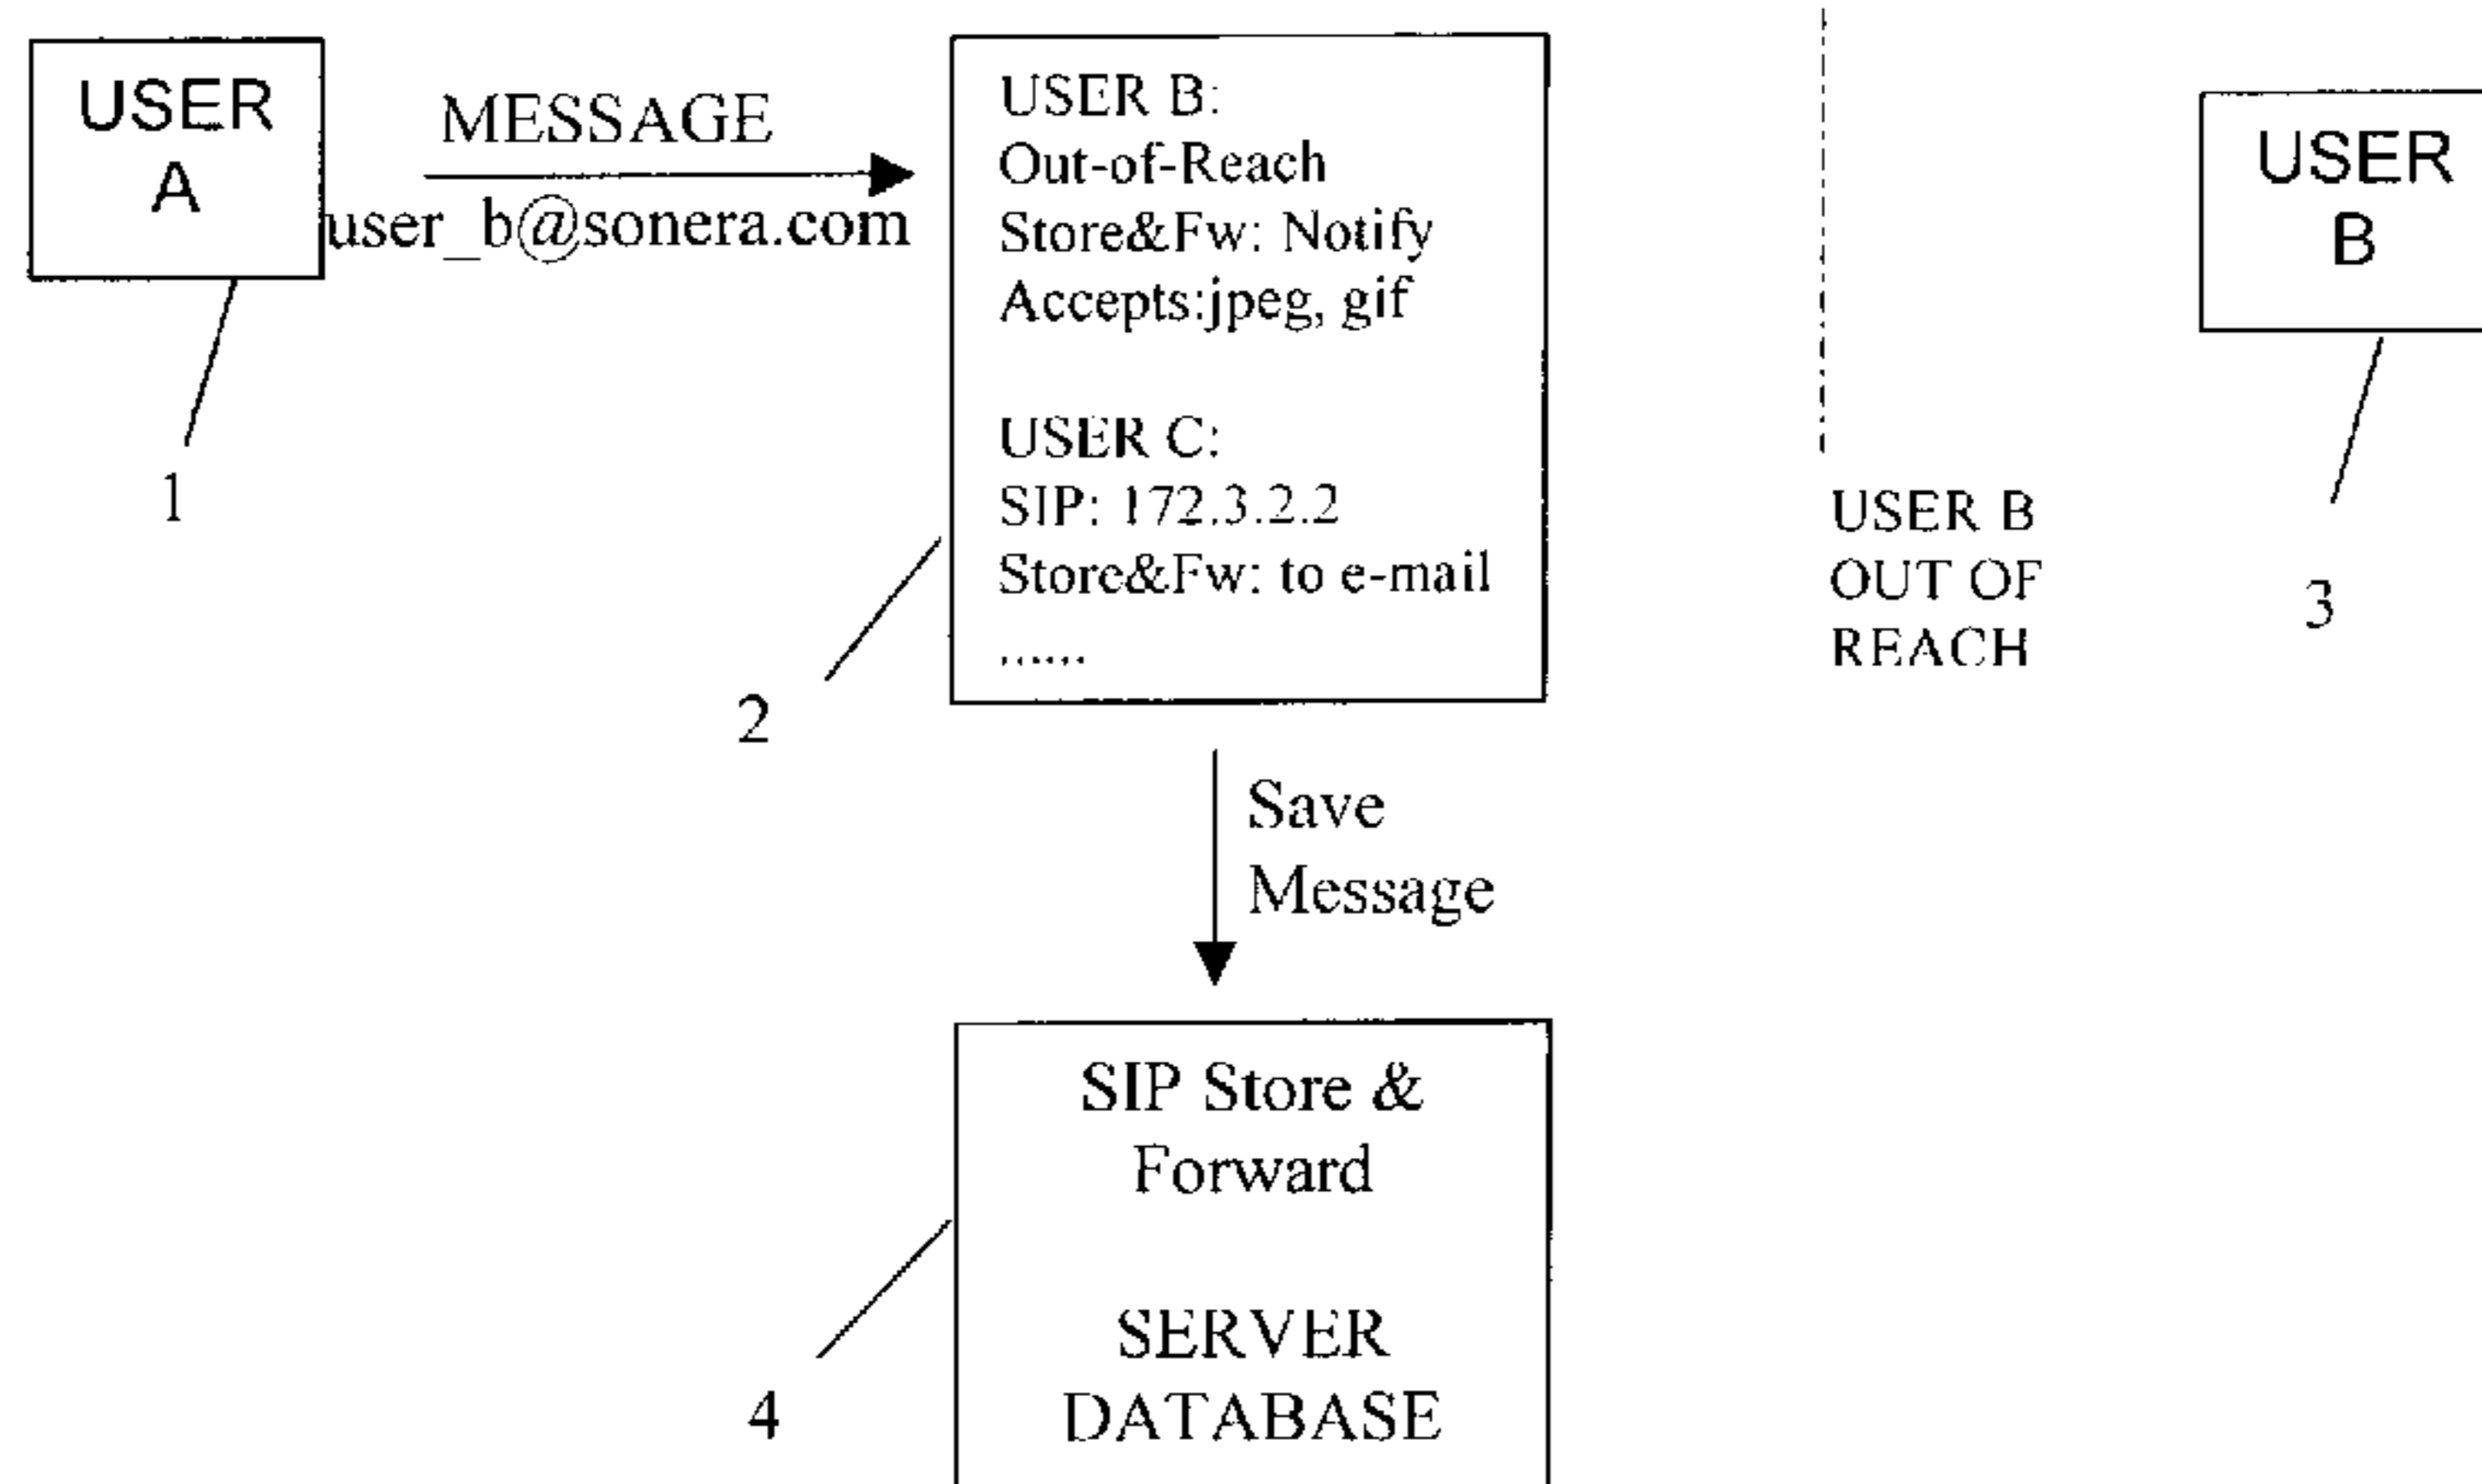 USER
A
1
MESSAGE
user_b@sonera.com
USER B:
Out-of-Reach
Store&Fw: Notify
Accepts:jpeg, gif
USER C:
SIP: 172.3.2.2
Store&Fw: to e-mail
......
2
USER B
OUT OF
REACH
USER
B
3
Save
Message
SIP Store &
Forward
SERVER
DATABASE
4